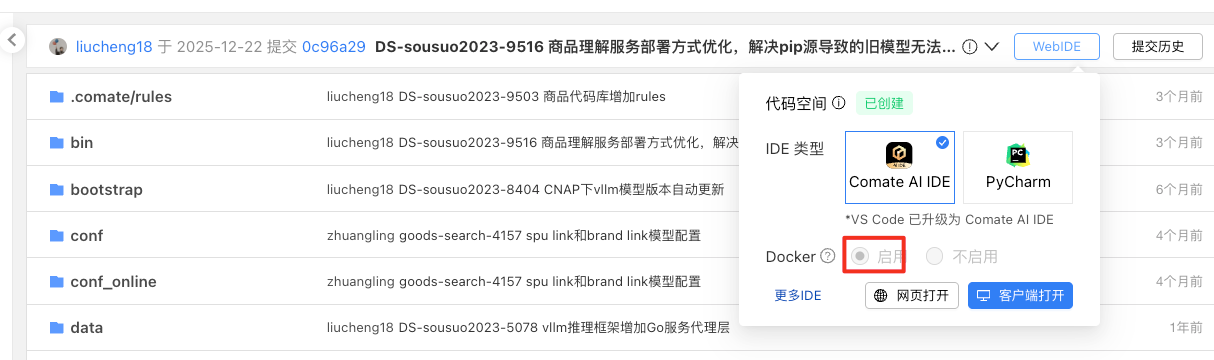 liucheng18 于 2025-12-22 提交 0c96a29 DS-sousuo2023-9516 商品理解服务部署方式优化，解决pip源导致的旧模型无法... WebIDE 提交历史
.comate/rules liucheng18 DS-sousuo2023-9503 商品代码库增加rules 3个月前
bin liucheng18 DS-sousuo2023-9516 商品理解服务部署方式优化，解决 3个月前
bootstrap liucheng18 DS-sousuo2023-8404 CNAP下vllm模型版本自动更新 6个月前
conf zhuangling goods-search-4157 spu link和brand link模型配置 4个月前
conf_online zhuangling goods-search-4157 spu link和brand link模型配置 4个月前
data liucheng18 DS-sousuo2023-5078 vllm推理框架增加Go服务代理层 1年前
代码空间 已创建
IDE 类型
AI IDE
PC
Comate AI IDE PyCharm
*VS Code 已升级为 Comate AI IDE
Docker 启用 不启用
更多IDE 网页打开 客户端打开